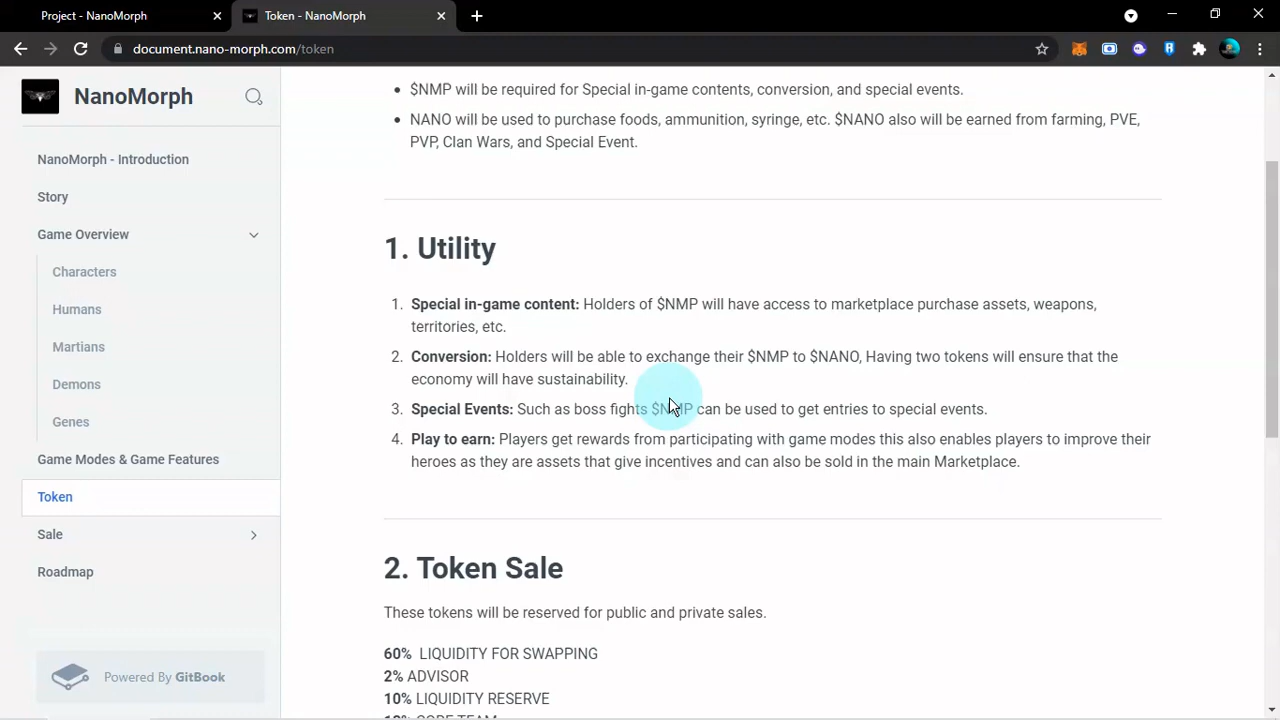 Project - NanoMorph
Token - NanoMorph
document.nano-morph.com/token
NanoMorph
NanoMorph - Introduction
Story
Game Overview
Characters
Humans
Martians
Demons
Genes
Game Modes & Game Features
Token
Sale
Roadmap
Powered By GitBook
• $NMP will be required for Special in-game contents, conversion, and special events.
• NANO will be used to purchase foods, ammunition, syringe, etc. $NANO also will be earned from farming, PVE,
PVP, Clan Wars, and Special Event.
1. Utility
1. Special in-game content: Holders of $NMP will have access to marketplace purchase assets, weapons,
territories, etc.
2. Conversion: Holders will be able to exchange their $NMP to $NANO, Having two tokens will ensure that the
economy will have sustainability.
3. Special Events: Such as boss fights $NMP can be used to get entries to special events.
4. Play to earn: Players get rewards from participating with game modes this also enables players to improve their
heroes as they are assets that give incentives and can also be sold in the main Marketplace.
2. Token Sale
These tokens will be reserved for public and private sales.
60% LIQUIDITY FOR SWAPPING
2% ADVISOR
10% LIQUIDITY RESERVE
CORE TEAM